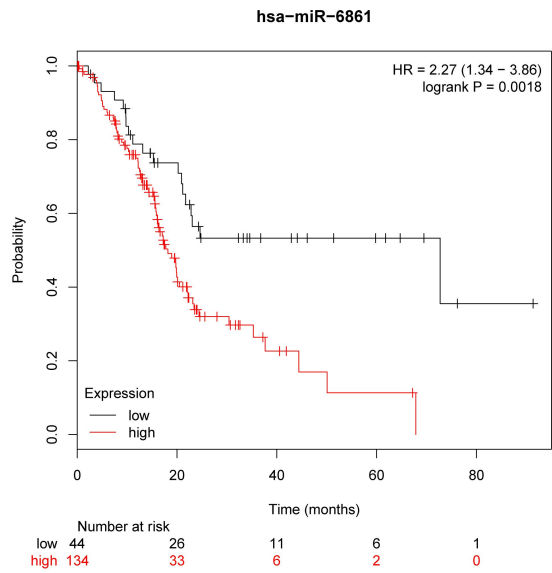 hsa−miR−6861
HR = 2.27 (1.34 − 3.86)
logrank P = 0.0018
1.0
0.8
0.6
0.4
0.2
0.0
Probability
Expression
low
high
0 20 40 60 80
Time (months)
Number at risk
low 44 26 11 6 1
high 134 33 6 2 0